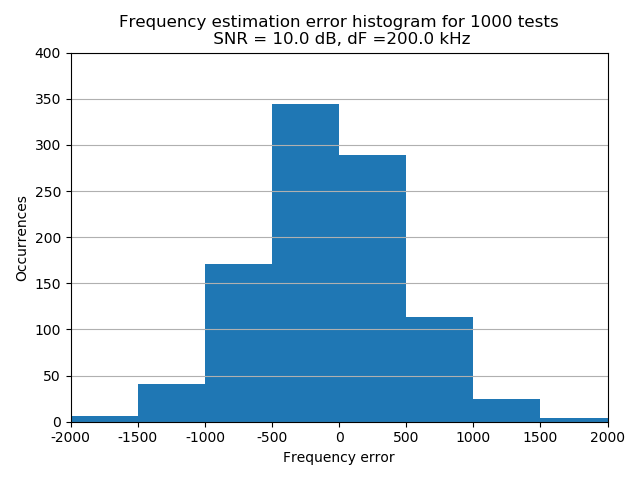 Frequency estimation error histogram for 1000 tests
SNR = 10.0 dB, dF =200.0 kHz
400
350
300
250
200
150
100
50
0
Occurrences
-2000 -1500 -1000 -500 0 500 1000 1500 2000
Frequency error